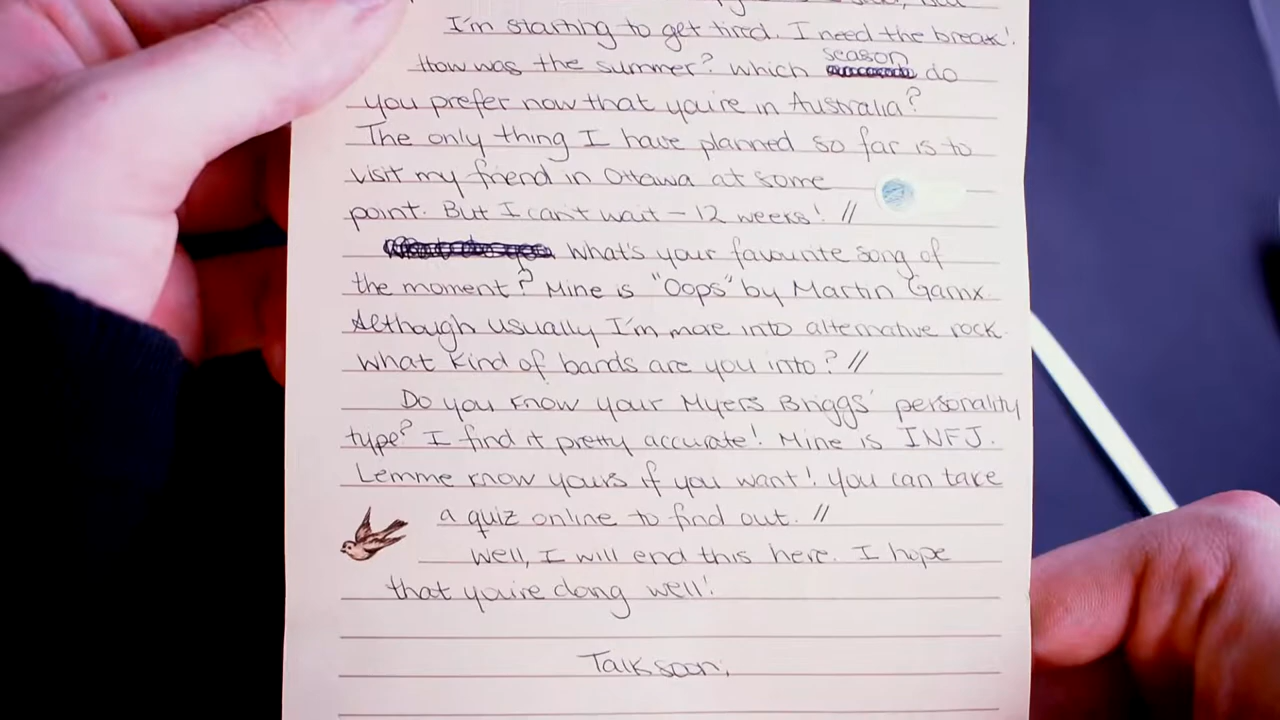 I'm starting to get tired. I need the break!
season
How was the summer? Which do
you prefer now that you're in Australia?
The only thing I have planned so far is to
visit my friend in Ottawa at some
point. But I can't wait – 12 weeks! //
What's your favourite song of
the moment? Mine is "Oops" by Martin Garrix.
Although usually I'm more into alternative rock.
What kind of bands are you into? //
Do you know your Myers Briggs' personality
type? I find it pretty accurate! Mine is INFJ.
Lemme know yours if you want! You can take
a quiz online to find out. //
Well, I will end this here. I hope
that you're doing well!
Talk soon,